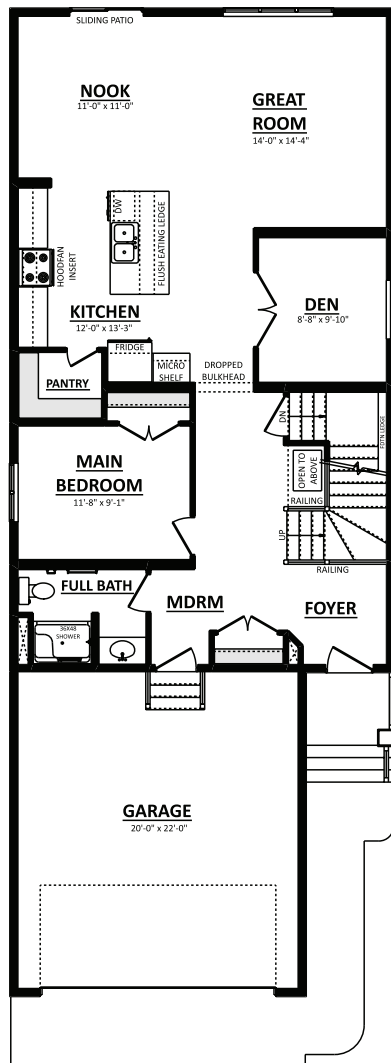 SLIDING PATIO
NOOK
11'-0" x 11'-0"
GREAT
ROOM
14'-0" x 14'-4"
DW
FLUSH EATING LEDGE
HOODFAN
INSERT
KITCHEN
12'-0" x 13'-3"
DEN
8'-8" x 9'-10"
FRIDGE
MICRO
SHELF
DROPPED
BULKHEAD
PANTRY
DN
FDTN LEDGE
MAIN
BEDROOM
11'-8" x 9'-1"
OPEN TO
ABOVE
RAILING
UP
RAILING
FULL BATH
MDRM
FOYER
36X48
SHOWER
GARAGE
20'-0" x 22'-0"